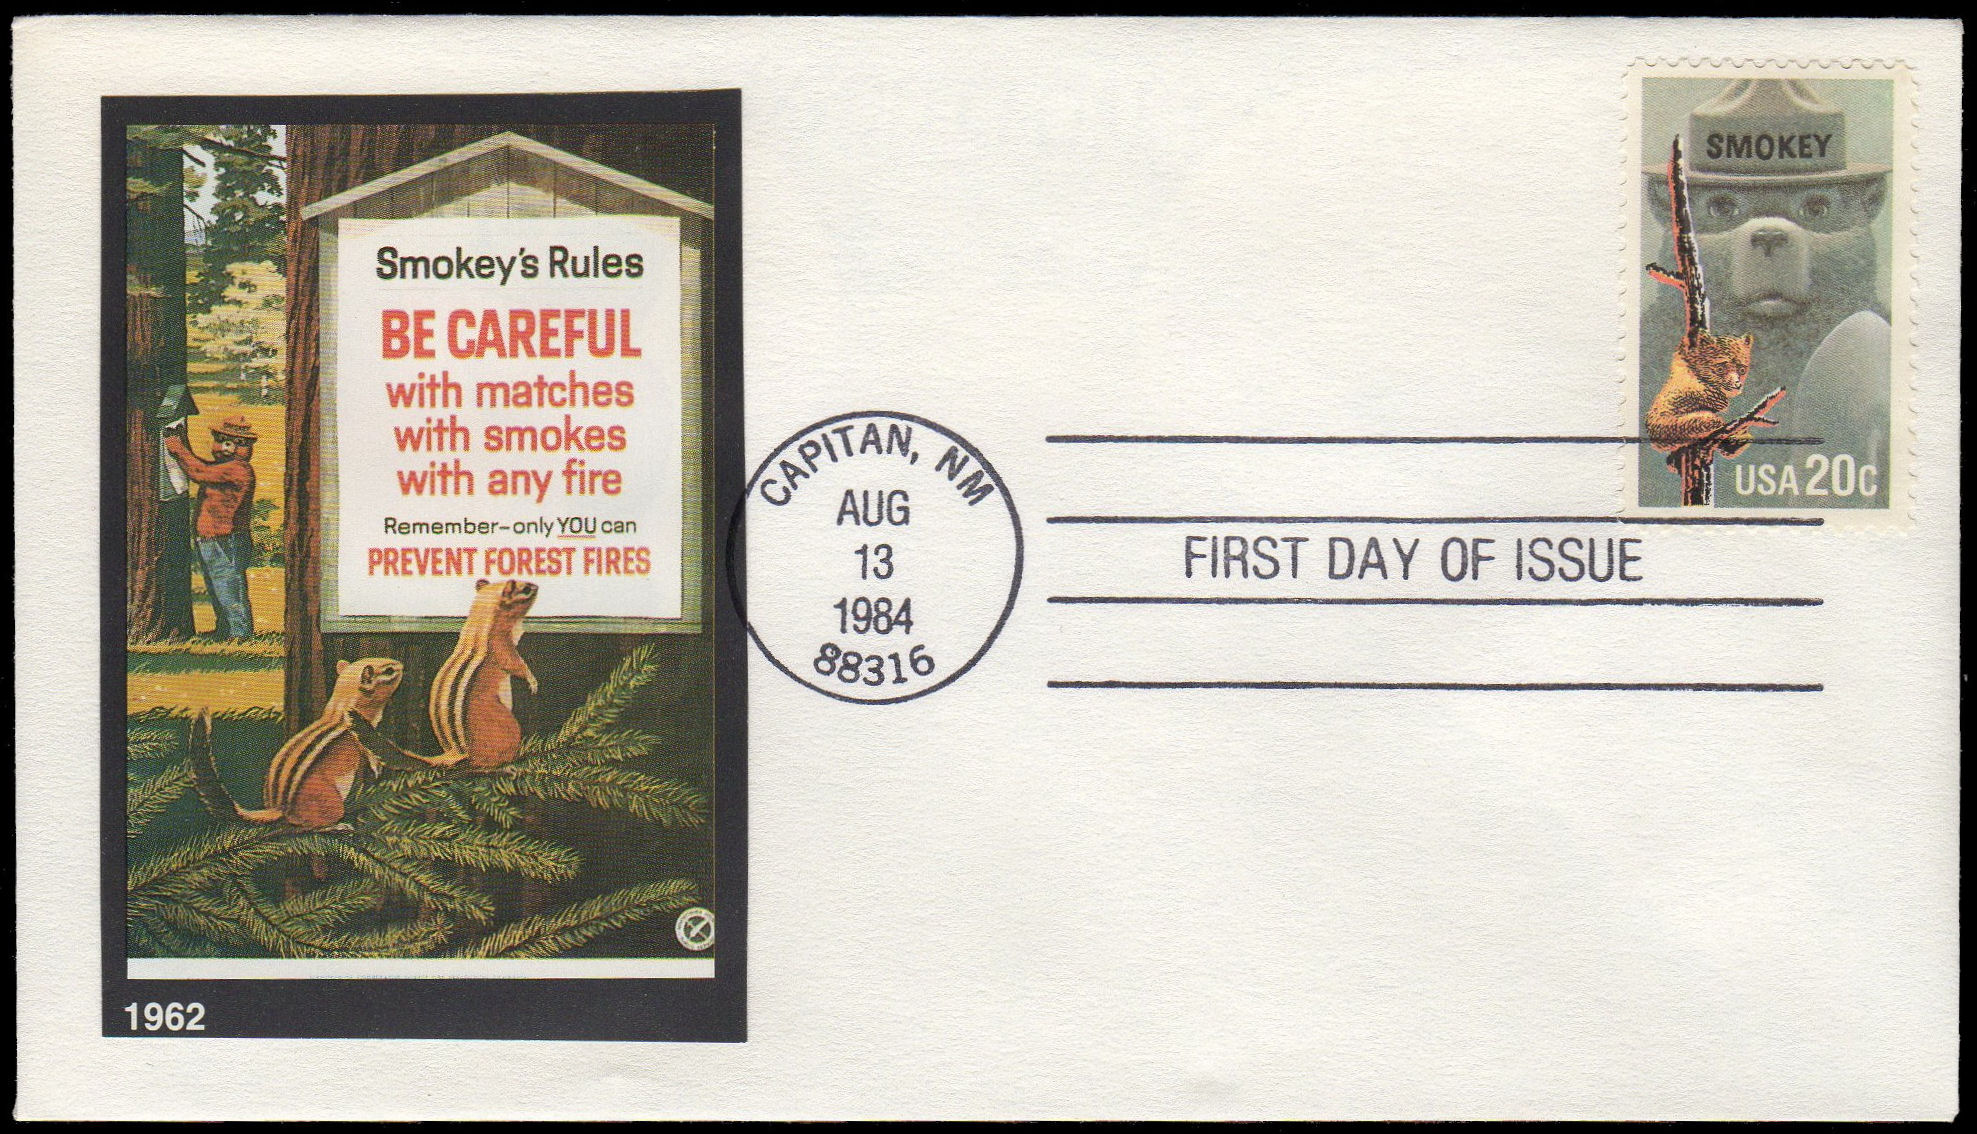 Smokey's Rules
BE CAREFUL
with matches
with smokes
with any fire
Remember–only YOU can
PREVENT FOREST FIRES
1962
CAPITAN, NM
AUG
13
1984
88316
FIRST DAY OF ISSUE
SMOKEY
USA 20c